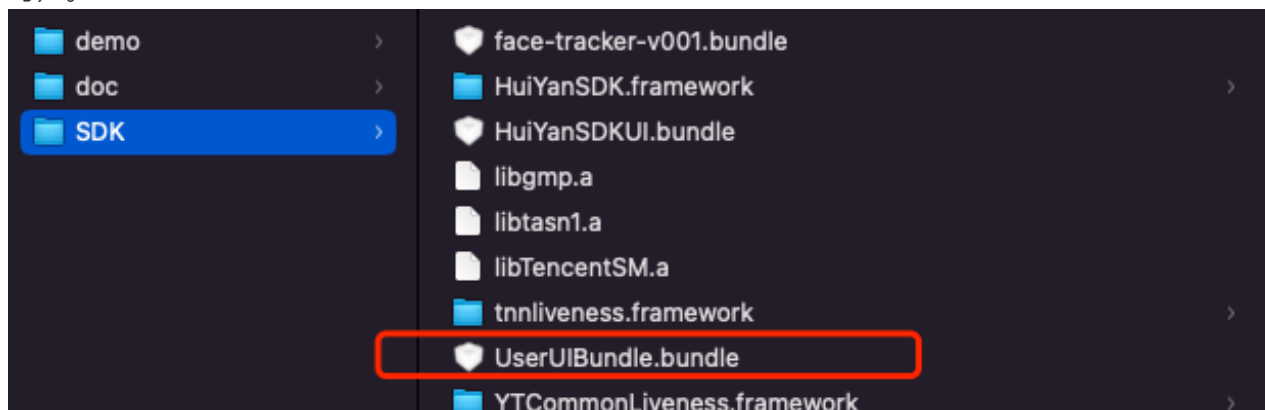 demo
doc
SDK
face-tracker-v001.bundle
HuiYanSDK.framework
HuiYanSDKUI.bundle
libgmp.a
libtasn1.a
libTencentSM.a
tnnliveness.framework
UserUIBundle.bundle
YTCommonLiveness.framework